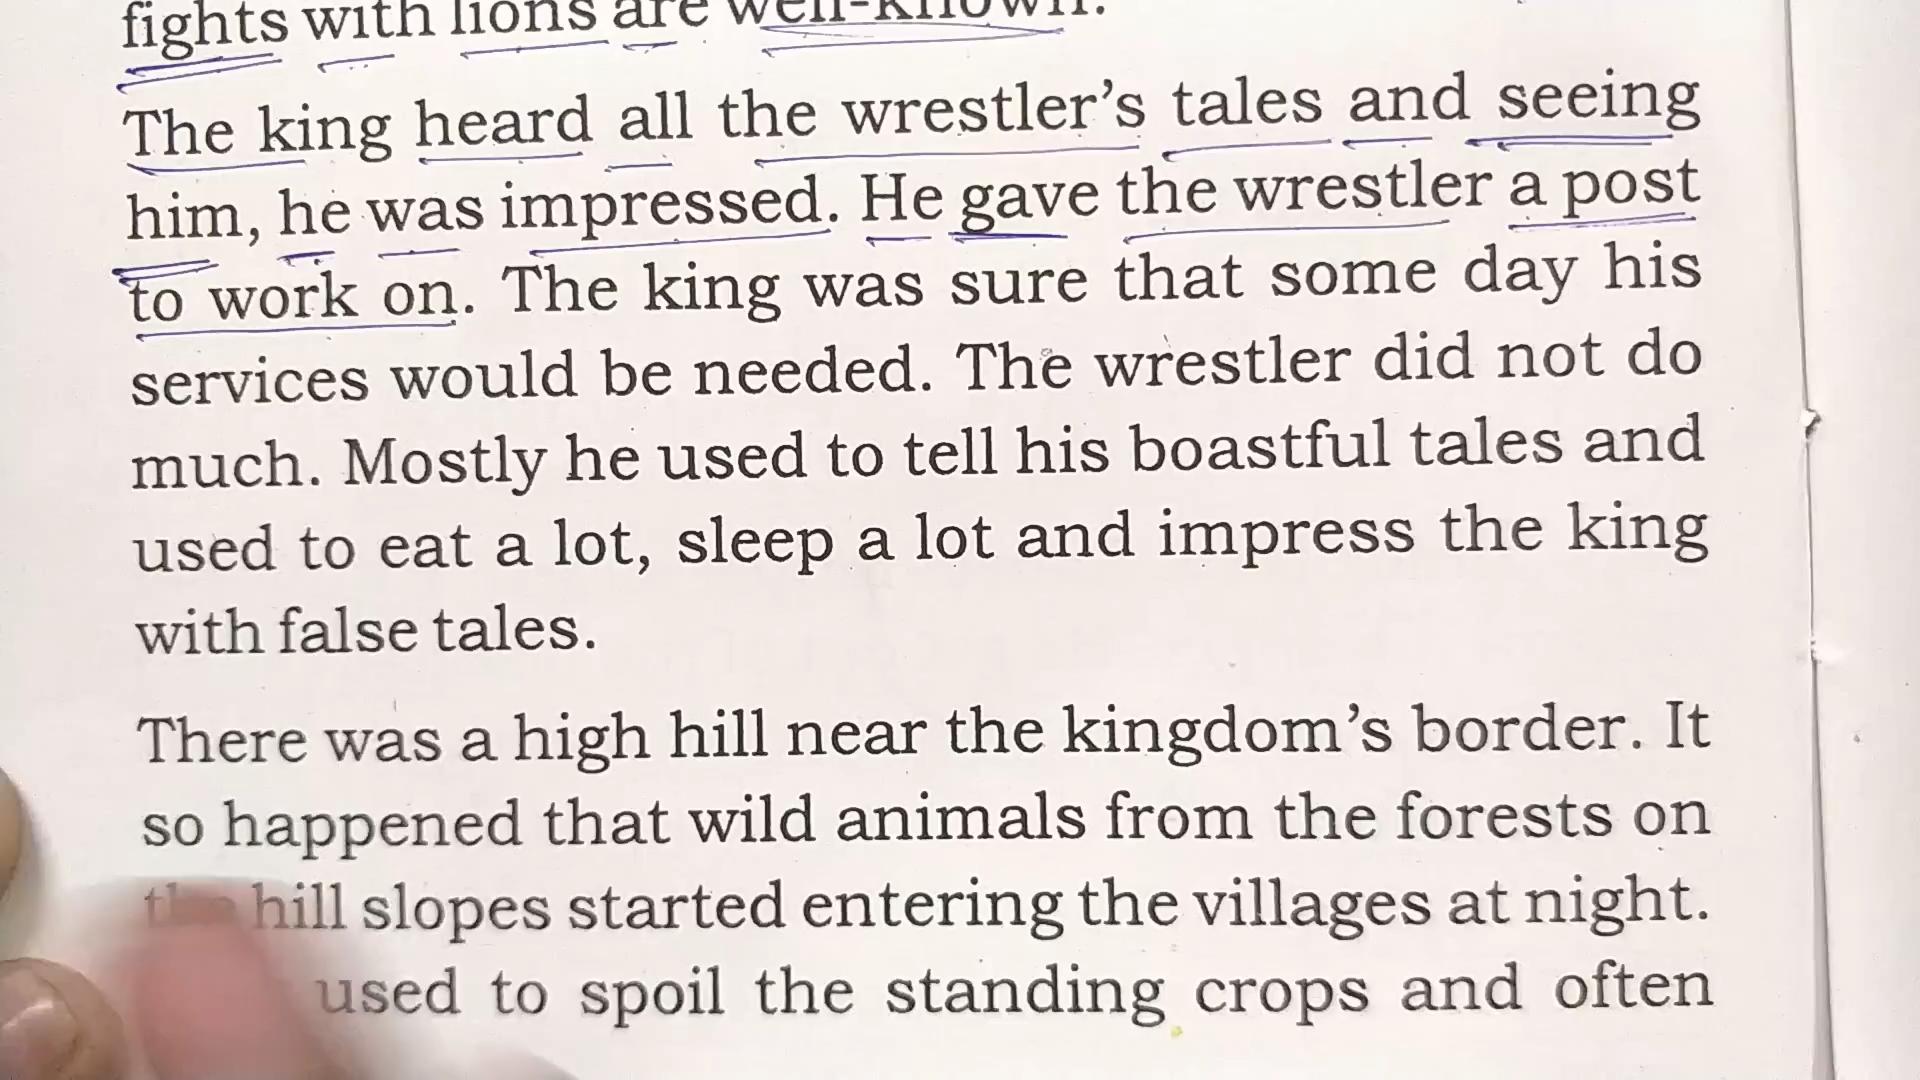 fights with lions are well-known.
The king heard all the wrestler's tales and seeing
him, he was impressed. He gave the wrestler a post
to work on. The king was sure that some day his
services would be needed. The wrestler did not do
much. Mostly he used to tell his boastful tales and
used to eat a lot, sleep a lot and impress the king
with false tales.
There was a high hill near the kingdom's border. It
so happened that wild animals from the forests on
the hill slopes started entering the villages at night.
used to spoil the standing crops and often